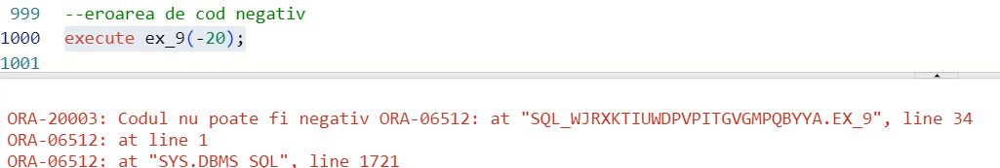 999 --eroarea de cod negativ
1000 execute ex_9(-20);
1001
ORA-20003: Codul nu poate fi negativ ORA-06512: at "SQL_WJRXKTIUWDPVPITGVGMPQBYYA.EX_9", line 34
ORA-06512: at line 1
ORA-06512: at "SYS.DBMS_SQL", line 1721